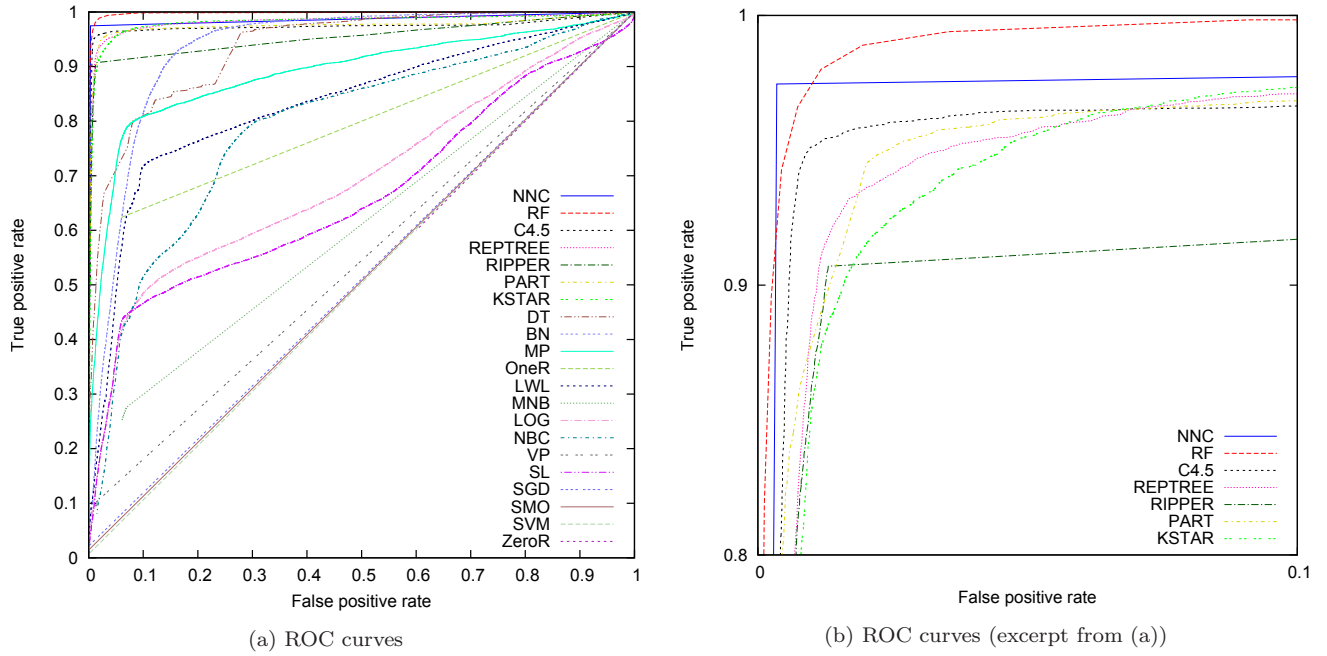 True positive rate
1
0.9
0.8
0.7
0.6
0.5
0.4
0.3
0.2
0.1
0
NNC
RF
C4.5
REPTREE
RIPPER
PART
KSTAR
DT
BN
MP
OneR
LWL
MNB
LOG
NBC
VP
SL
SGD
SMO
SVM
ZeroR
0 0.1 0.2 0.3 0.4 0.5 0.6 0.7 0.8 0.9 1
False positive rate
(a) ROC curves
True positive rate
1
0.9
0.8
NNC
RF
C4.5
REPTREE
RIPPER
PART
KSTAR
0 0.1
False positive rate
(b) ROC curves (excerpt from (a))